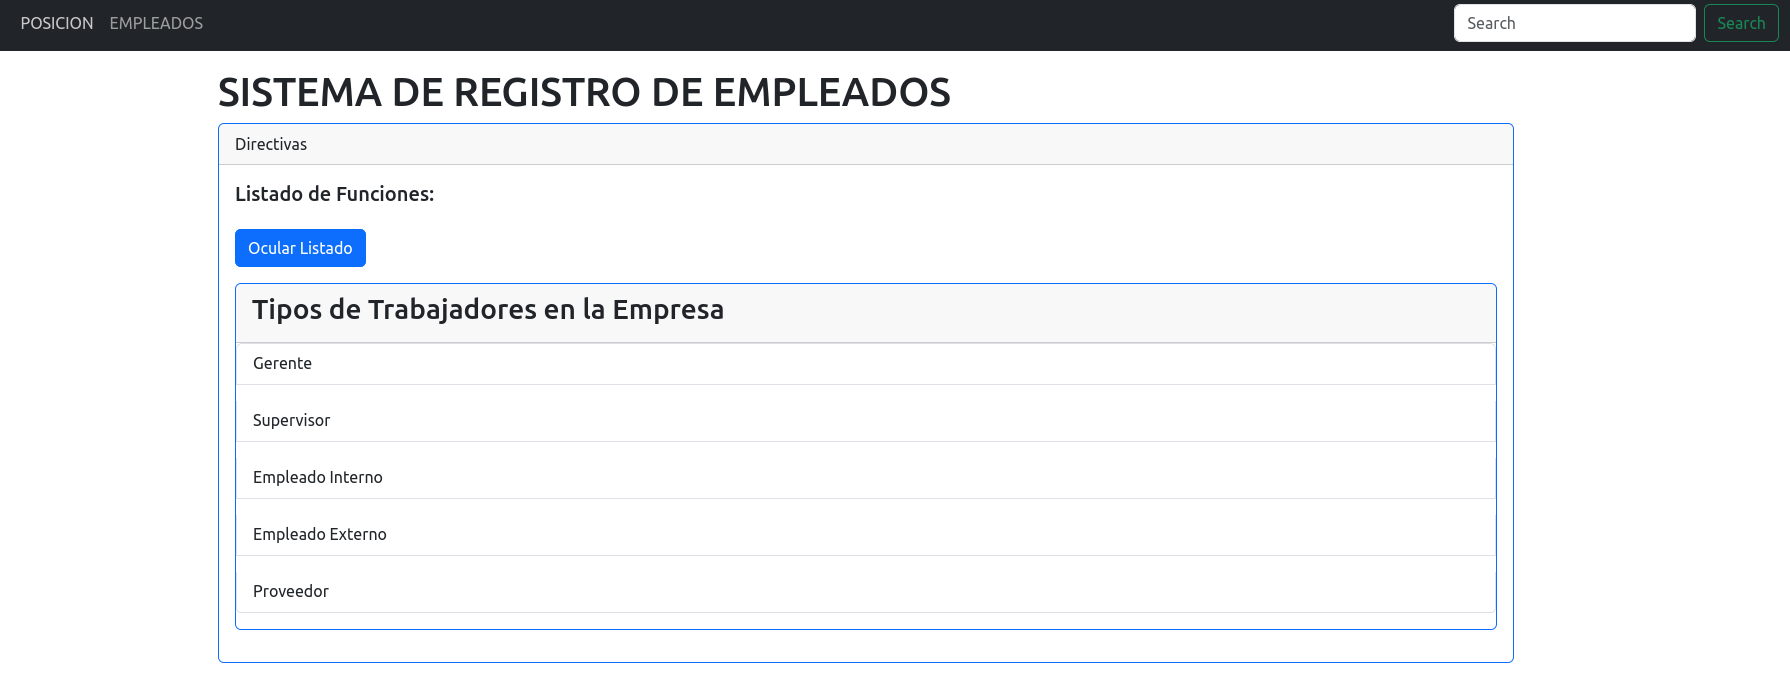 POSICION EMPLEADOS Search Search
SISTEMA DE REGISTRO DE EMPLEADOS
Directivas
Listado de Funciones:
Ocular Listado
Tipos de Trabajadores en la Empresa
Gerente
Supervisor
Empleado Interno
Empleado Externo
Proveedor